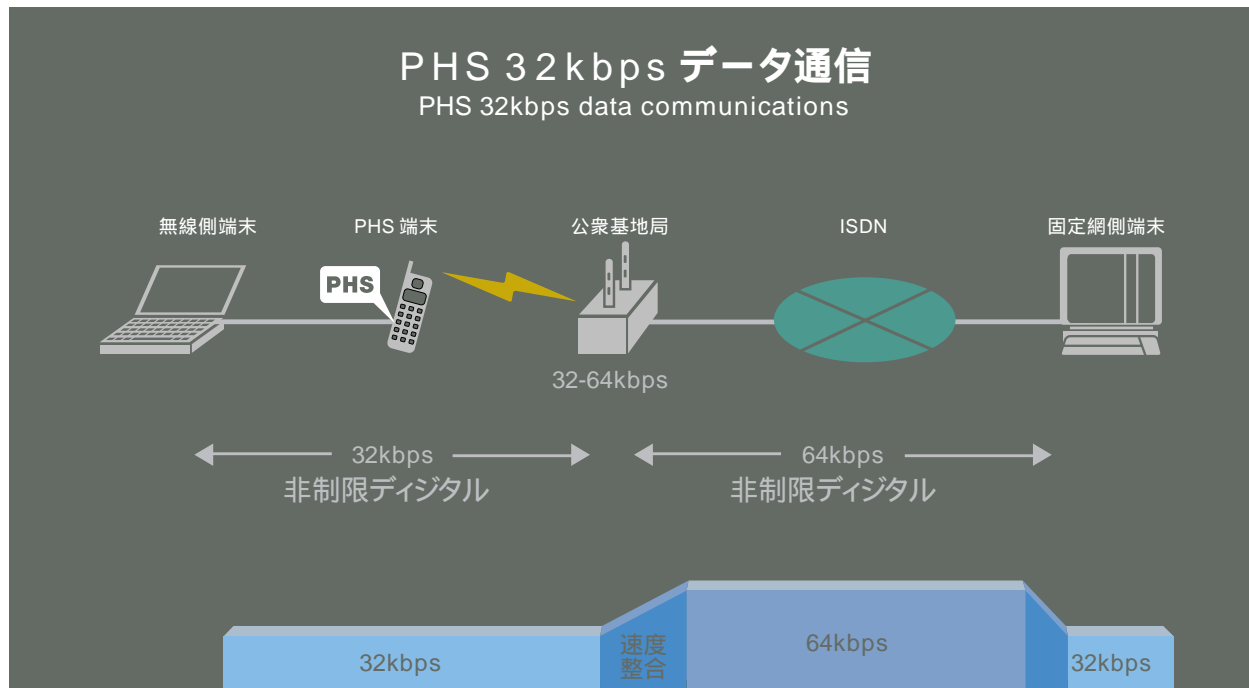 PHS 32kbps データ通信
PHS 32kbps data communications
無線側端末 PHS 端末 公衆基地局 ISDN 固定網側端末
PHS
32-64kbps
32kbps 64kbps
非制限ディジタル 非制限ディジタル
32kbps 速度 64kbps 32kbps
整合